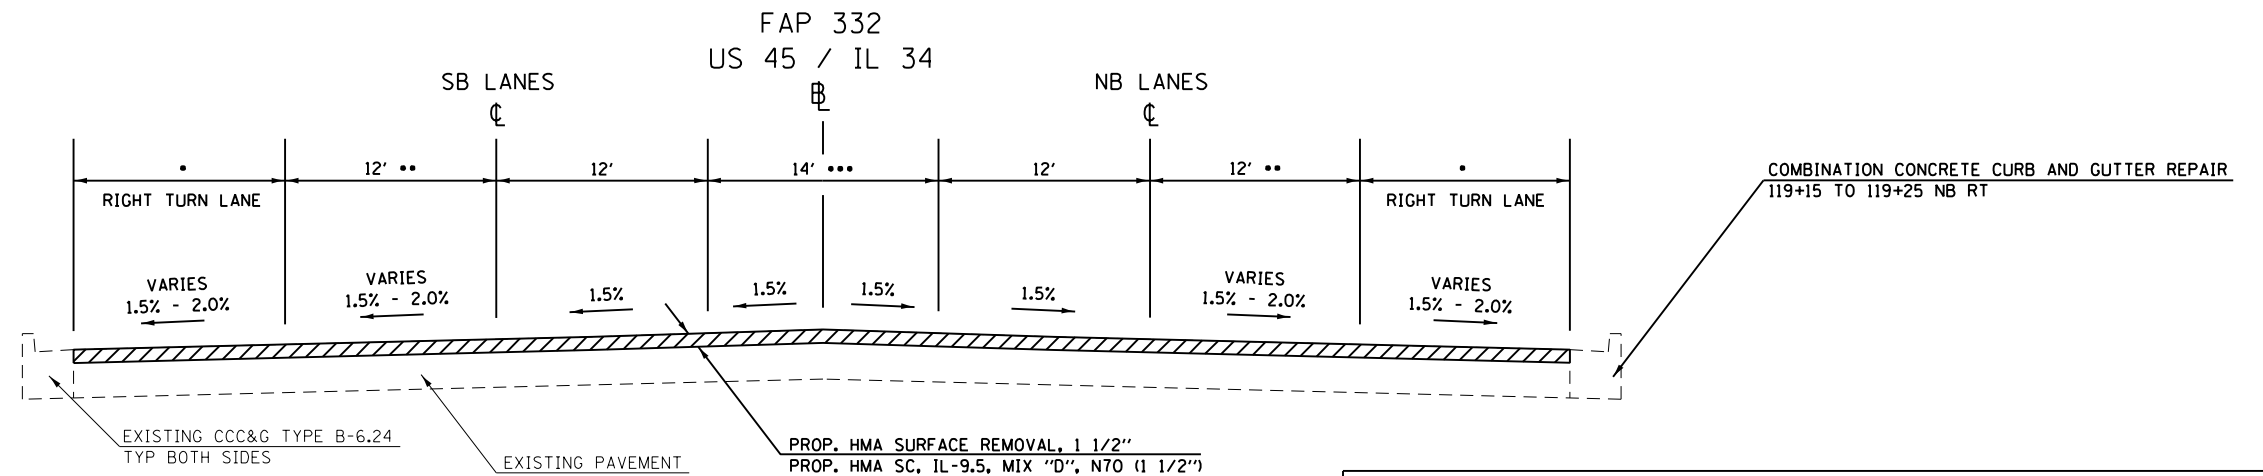 FAP 332
US 45 / IL 34
SB LANES
NB LANES
℄
BL
℄
•
12' ••
12'
14' •••
12'
12' ••
•
RIGHT TURN LANE
RIGHT TURN LANE
COMBINATION CONCRETE CURB AND GUTTER REPAIR
119+15 TO 119+25 NB RT
VARIES
1.5% - 2.0%
VARIES
1.5% - 2.0%
1.5%
1.5%
1.5%
1.5%
VARIES
1.5% - 2.0%
VARIES
1.5% - 2.0%
EXISTING CCC&G TYPE B-6.24
TYP BOTH SIDES
EXISTING PAVEMENT
PROP. HMA SURFACE REMOVAL, 1 1/2"
PROP. HMA SC, IL-9.5, MIX "D", N70 (1 1/2")